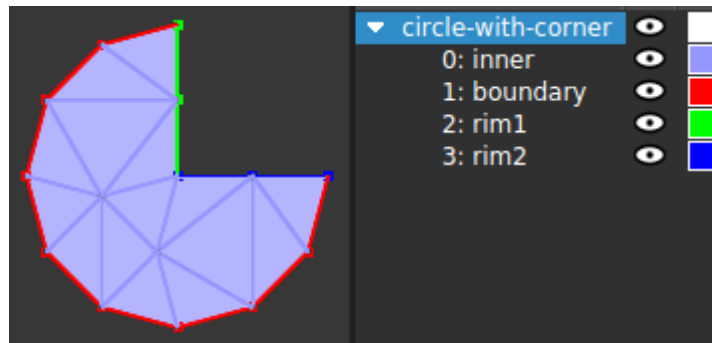 circle-with-corner
0: inner
1: boundary
2: rim1
3: rim2